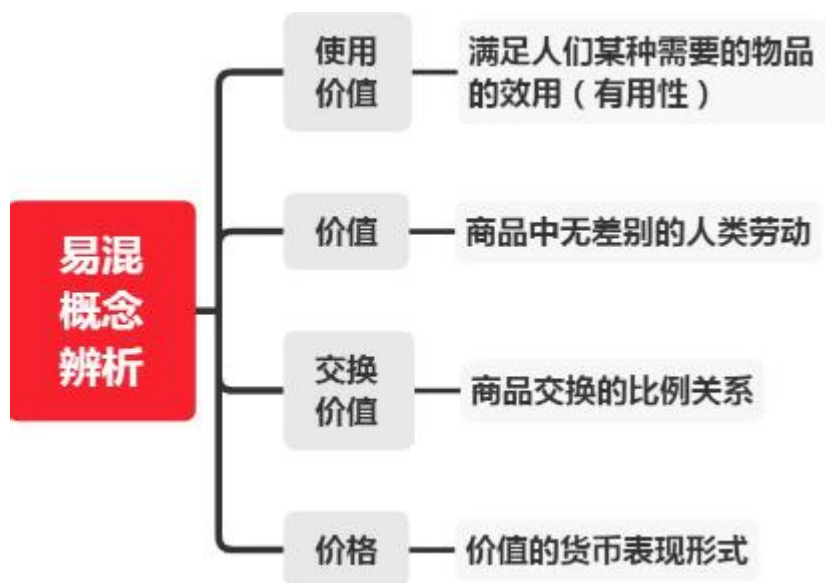 易混
概念
辨析
使用
价值
满足人们某种需要的物品
的效用（有用性）
价值
商品中无差别的人类劳动
交换
价值
商品交换的比例关系
价格
价值的货币表现形式